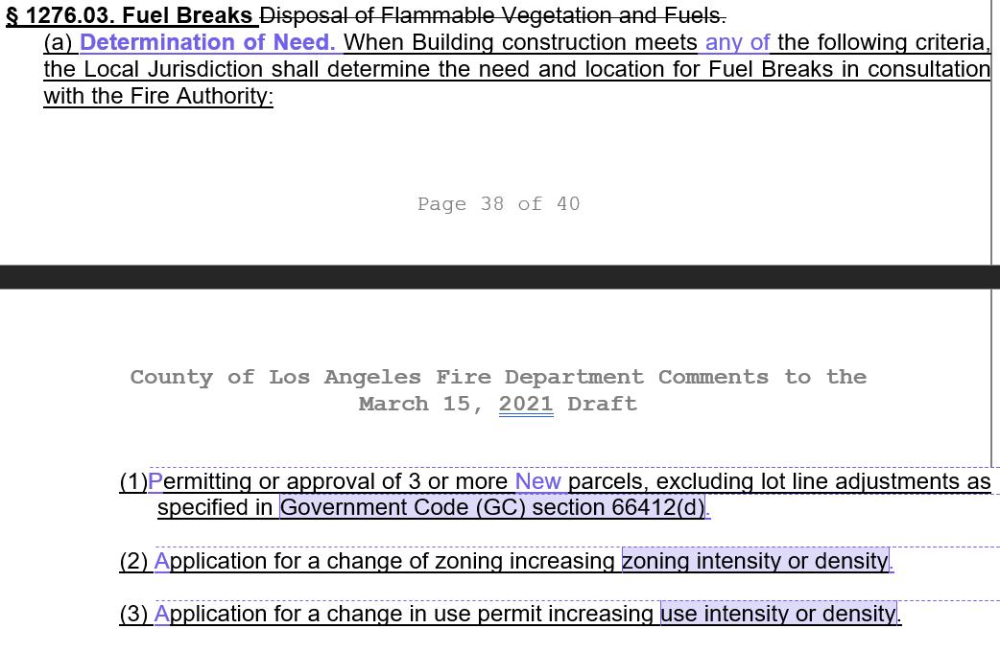 § 1276.03. Fuel Breaks Disposal of Flammable Vegetation and Fuels.
(a) Determination of Need. When Building construction meets any of the following criteria,
the Local Jurisdiction shall determine the need and location for Fuel Breaks in consultation
with the Fire Authority:
Page 38 of 40
County of Los Angeles Fire Department Comments to the
March 15, 2021 Draft
(1)Permitting or approval of 3 or more New parcels, excluding lot line adjustments as
specified in Government Code (GC) section 66412(d).
(2) Application for a change of zoning increasing zoning intensity or density.
(3) Application for a change in use permit increasing use intensity or density.